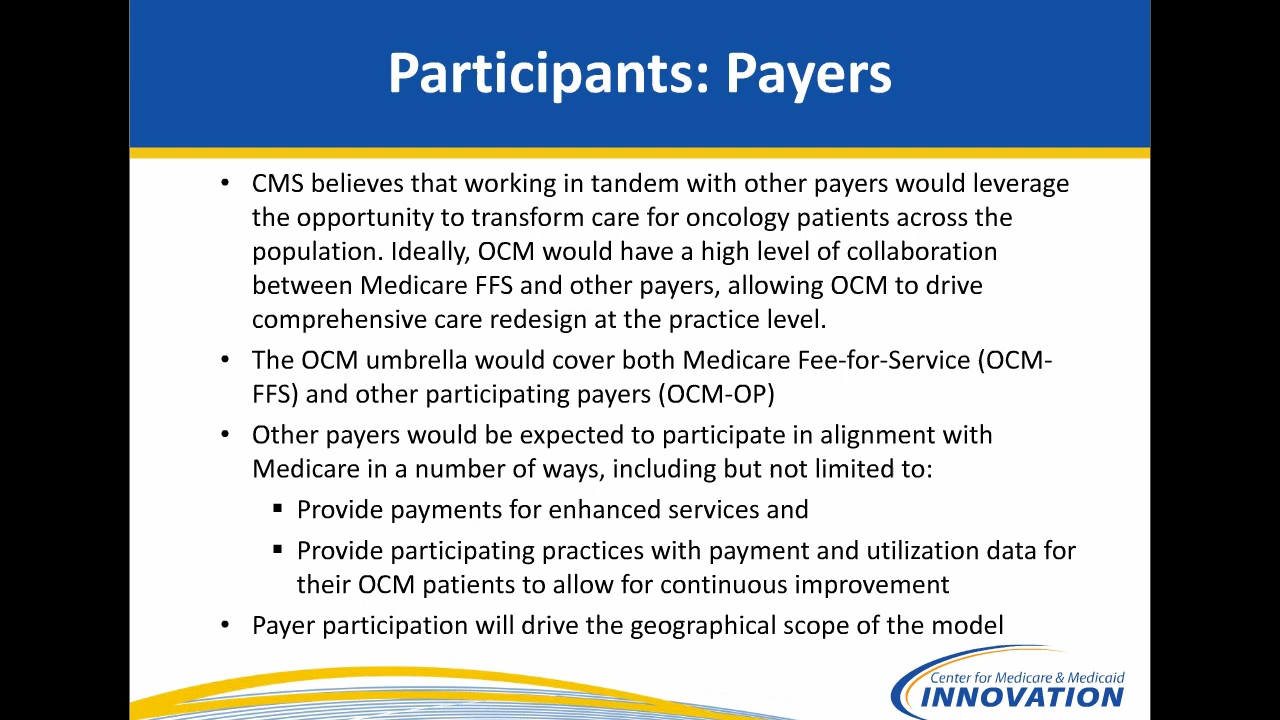 Participants: Payers
• CMS believes that working in tandem with other payers would leverage
the opportunity to transform care for oncology patients across the
population. Ideally, OCM would have a high level of collaboration
between Medicare FFS and other payers, allowing OCM to drive
comprehensive care redesign at the practice level.
• The OCM umbrella would cover both Medicare Fee-for-Service (OCM-
FFS) and other participating payers (OCM-OP)
• Other payers would be expected to participate in alignment with
Medicare in a number of ways, including but not limited to:
▪ Provide payments for enhanced services and
▪ Provide participating practices with payment and utilization data for
their OCM patients to allow for continuous improvement
• Payer participation will drive the geographical scope of the model
Center for Medicare & Medicaid
INNOVATION